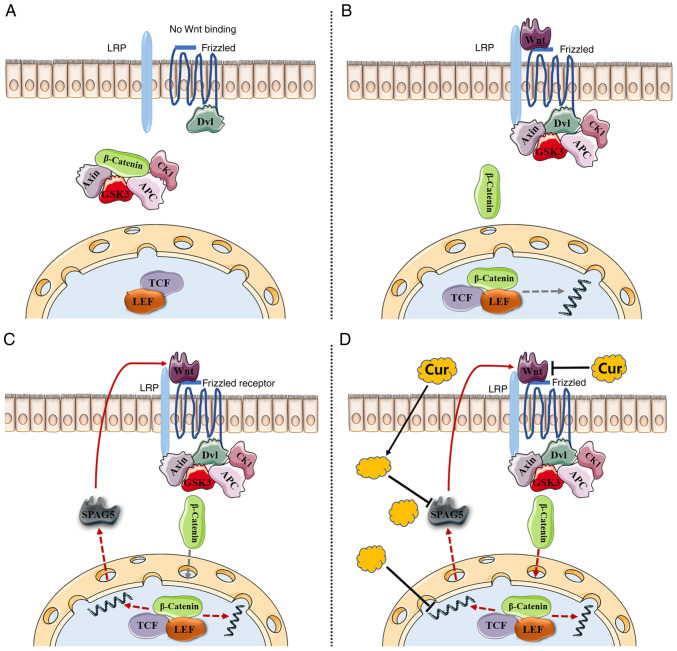 A
No Wnt binding
LRP
Frizzled
Dvl
β-Catenin
Axin
CK1
GSK3
APC
TCF
LEF
B
Wnt
LRP
Frizzled
Axin
Dvl
CK1
GSK3
APC
β-Catenin
β-Catenin
TCF
LEF
C
Wnt
LRP
Frizzled receptor
Axin
Dvl
CK1
GSK3
APC
SPAG5
β-Catenin
β-Catenin
TCF
LEF
D
Cur
Wnt
Cur
LRP
Frizzled
Axin
Dvl
CK1
GSK3
APC
SPAG5
β-Catenin
β-Catenin
TCF
LEF